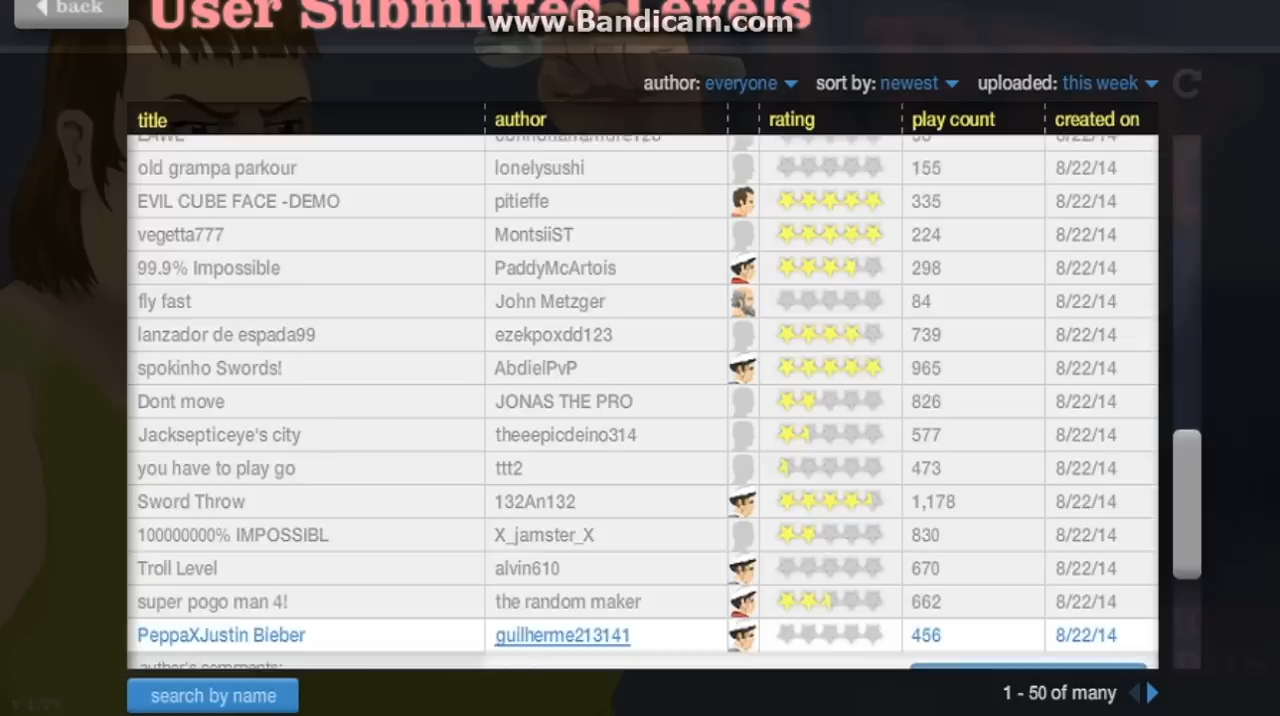 back
User Submitted Levels
www.Bandicam.com
author: everyone sort by: newest uploaded: this week
title author rating play count created on
old grampa parkour lonelysushi 155 8/22/14
EVIL CUBE FACE -DEMO pitieffe 335 8/22/14
vegetta777 MontsiiST 224 8/22/14
99.9% Impossible PaddyMcArtois 298 8/22/14
fly fast John Metzger 84 8/22/14
lanzador de espada99 ezekpoxdd123 739 8/22/14
spokinho Swords! AbdielPvP 965 8/22/14
Dont move JONAS THE PRO 826 8/22/14
Jacksepticeye's city theeepicdeino314 577 8/22/14
you have to play go ttt2 473 8/22/14
Sword Throw 132An132 1,178 8/22/14
100000000% IMPOSSIBL X_jamster_X 830 8/22/14
Troll Level alvin610 670 8/22/14
super pogo man 4! the random maker 662 8/22/14
PeppaXJustin Bieber guilherme213141 456 8/22/14
author's comments:
search by name 1 - 50 of many